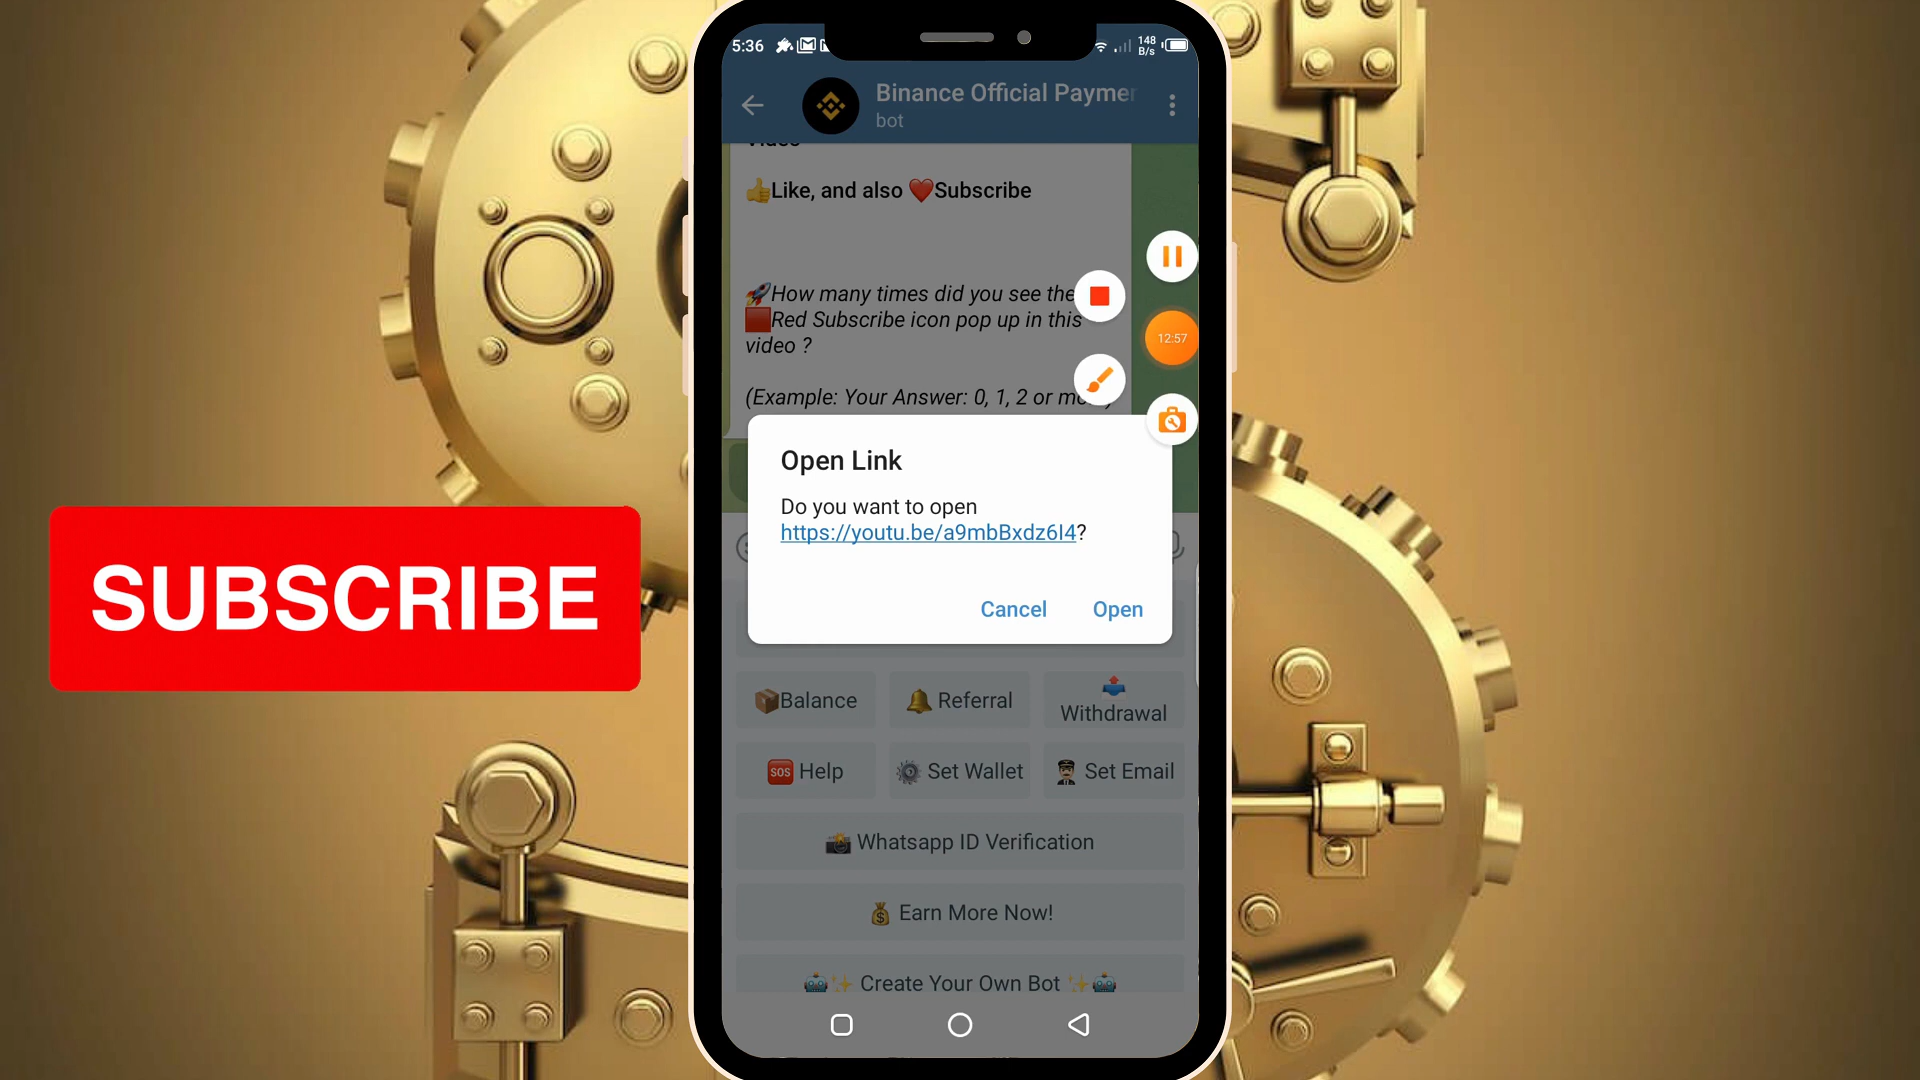 5:36
148
B/s
Binance Official Paymer
bot
👍Like, and also ❤️Subscribe
🚀How many times did you see the
🟥Red Subscribe icon pop up in this
video ?
(Example: Your Answer: 0, 1, 2 or
12:57
Open Link
Do you want to open
https://youtu.be/a9mbBxdz6I4?
Cancel Open
SUBSCRIBE
📦Balance
🔔 Referral
📤
Withdrawal
🆘 Help
⚙️ Set Wallet
Set Email
📸 Whatsapp ID Verification
💰 Earn More Now!
🤖✨ Create Your Own Bot ✨🤖